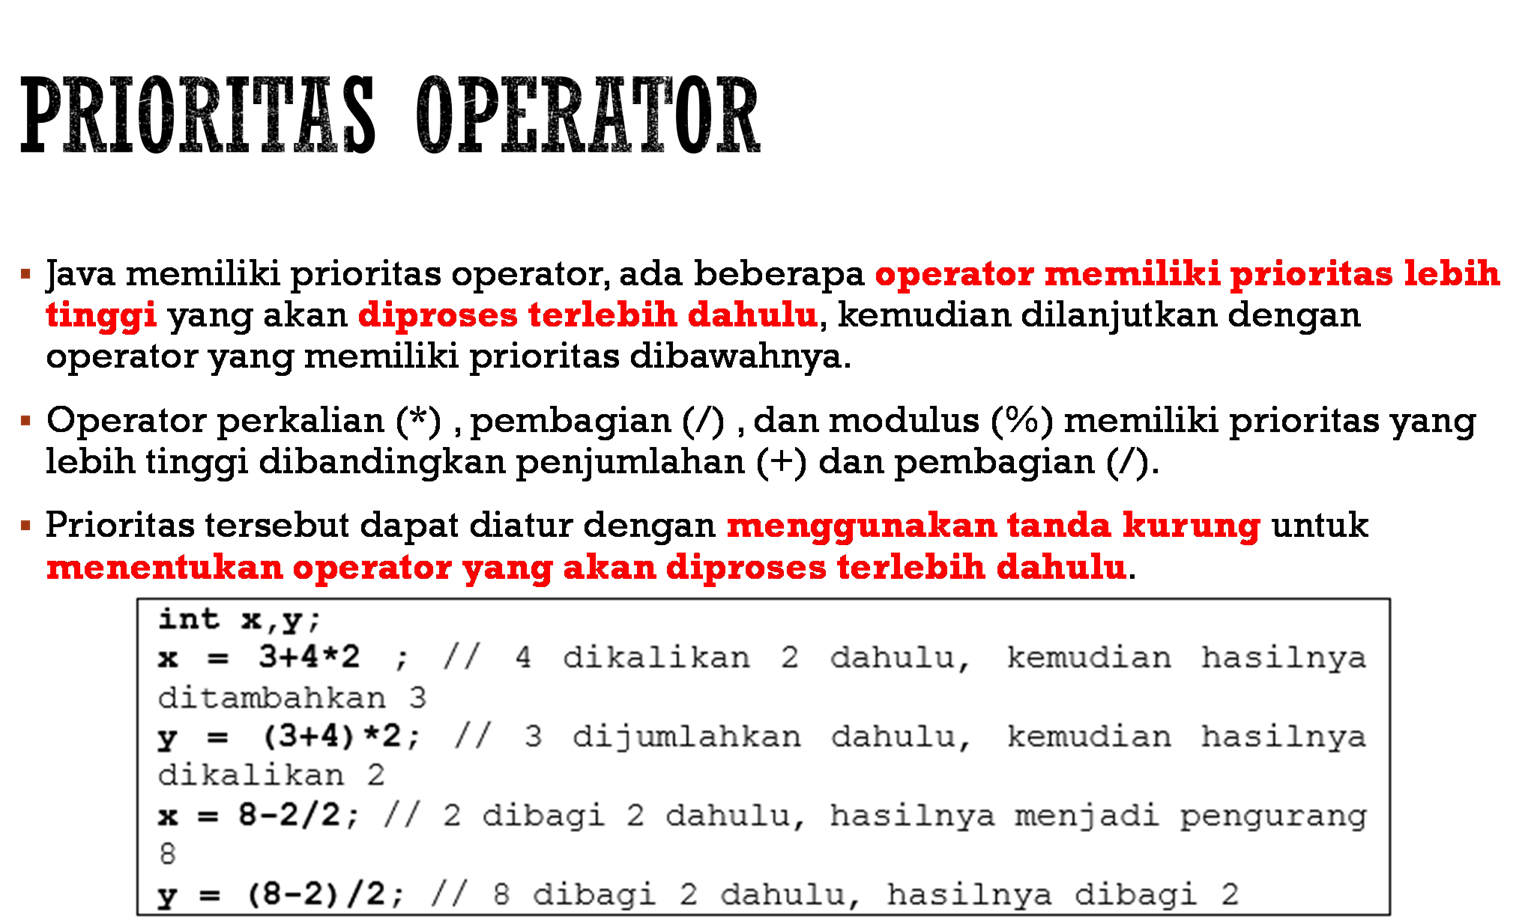 PRIORITAS OPERATOR
▪ Java memiliki prioritas operator, ada beberapa operator memiliki prioritas lebih
tinggi yang akan diproses terlebih dahulu, kemudian dilanjutkan dengan
operator yang memiliki prioritas dibawahnya.
▪ Operator perkalian (*) , pembagian (/) , dan modulus (%) memiliki prioritas yang
lebih tinggi dibandingkan penjumlahan (+) dan pembagian (/).
▪ Prioritas tersebut dapat diatur dengan menggunakan tanda kurung untuk
menentukan operator yang akan diproses terlebih dahulu.
int x,y;
x = 3+4*2 ; // 4 dikalikan 2 dahulu, kemudian hasilnya
ditambahkan 3
y = (3+4)*2; // 3 dijumlahkan dahulu, kemudian hasilnya
dikalikan 2
x = 8-2/2; // 2 dibagi 2 dahulu, hasilnya menjadi pengurang
8
y = (8-2)/2; // 8 dibagi 2 dahulu, hasilnya dibagi 2